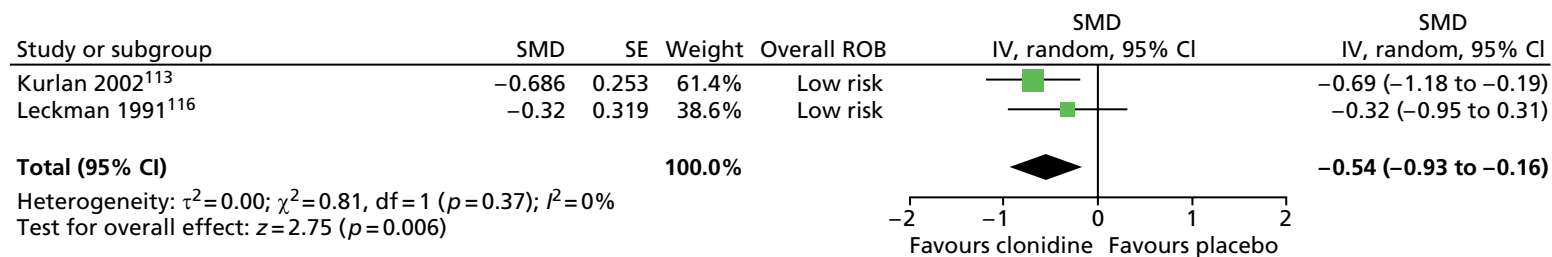 SMD SMD
Study or subgroup SMD SE Weight Overall ROB IV, random, 95% CI IV, random, 95% CI
Kurlan 2002¹¹³ −0.686 0.253 61.4% Low risk −0.69 (−1.18 to −0.19)
Leckman 1991¹¹⁶ −0.32 0.319 38.6% Low risk −0.32 (−0.95 to 0.31)
Total (95% CI) 100.0% −0.54 (−0.93 to −0.16)
Heterogeneity: τ²=0.00; χ²=0.81, df=1 (p=0.37); I²=0%
Test for overall effect: z=2.75 (p=0.006)
−2 −1 0 1 2
Favours clonidine Favours placebo